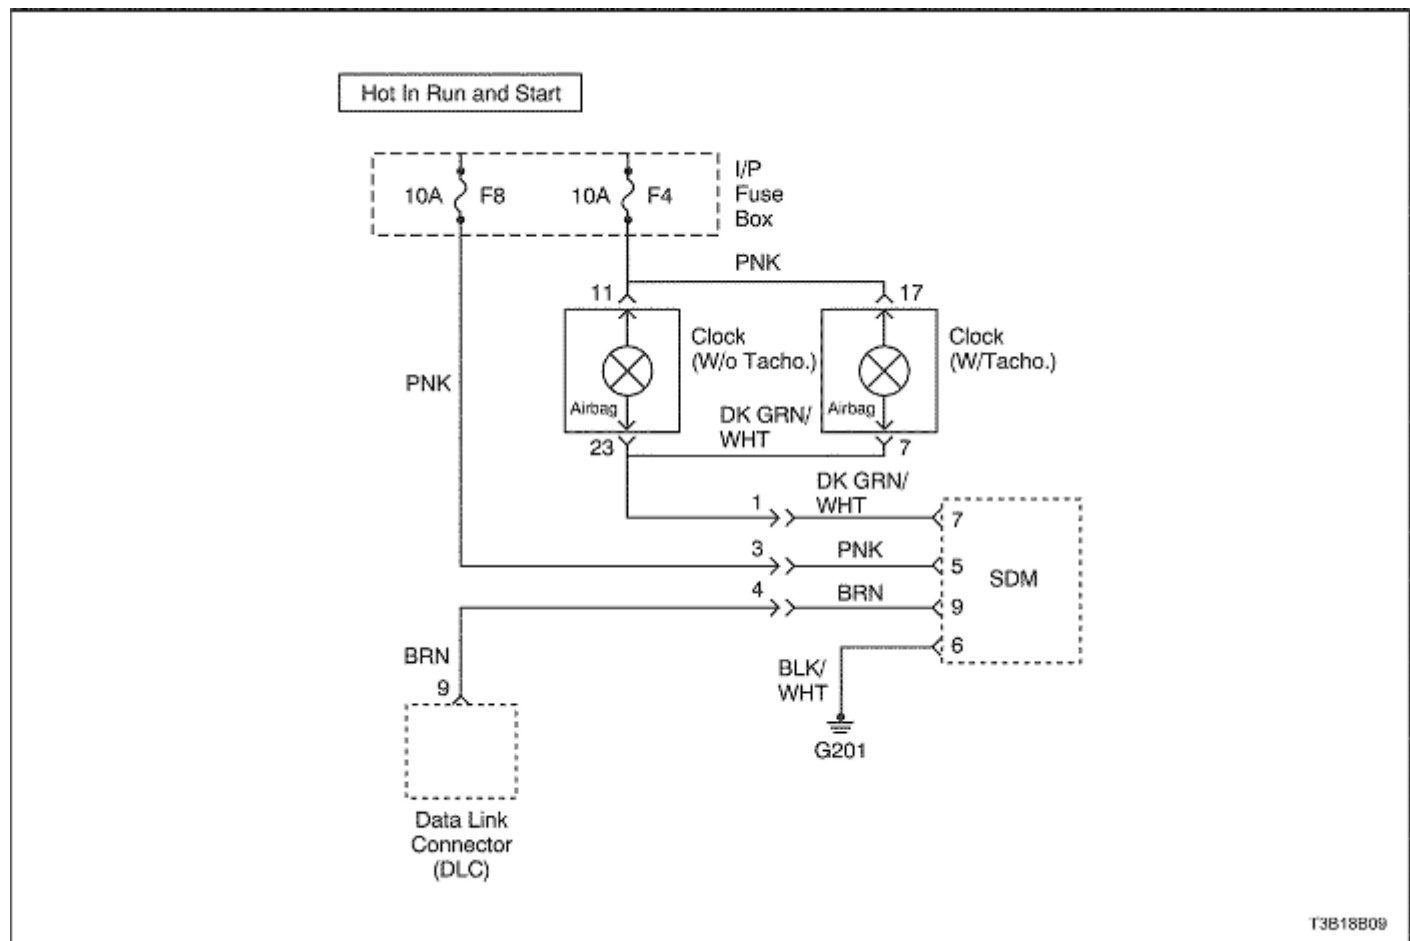 Hot In Run and Start
10A
F8
10A
F4
I/P
Fuse
Box
PNK
11
17
Clock
(W/o Tacho.)
Clock
(W/Tacho.)
PNK
Airbag
Airbag
DK GRN/
WHT
23
7
DK GRN/
WHT
1
7
3
PNK
5
SDM
4
BRN
9
6
BRN
BLK/
WHT
9
G201
Data Link
Connector
(DLC)
T3B18B09